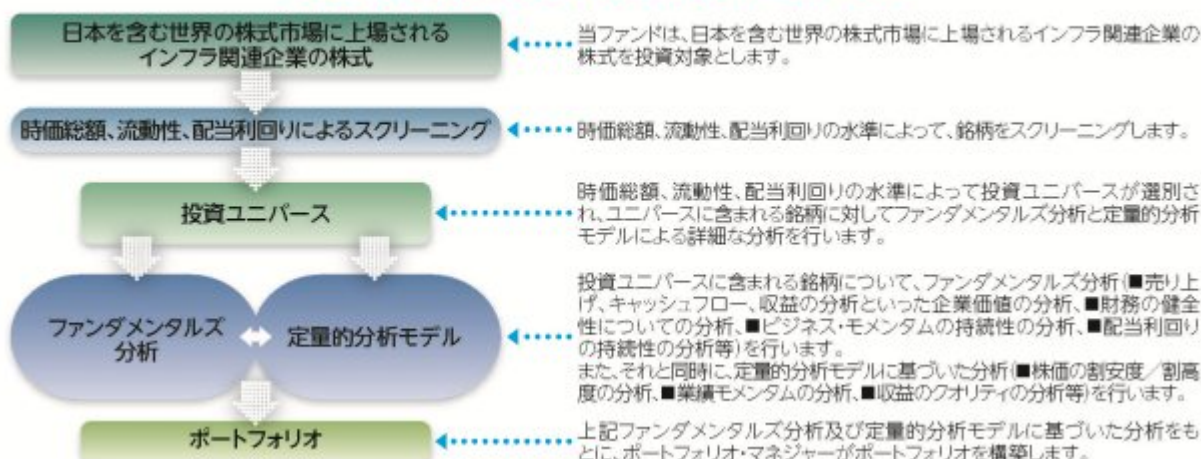 日本を含む世界の株式市場に上場される
インフラ関連企業の株式
当ファンドは、日本を含む世界の株式市場に上場されるインフラ関連企業の
株式を投資対象とします。
時価総額、流動性、配当利回りによるスクリーニング
時価総額、流動性、配当利回りの水準によって、銘柄をスクリーニングします。
投資ユニバース
時価総額、流動性、配当利回りの水準によって投資ユニバースが選別さ
れ、ユニバースに含まれる銘柄に対してファンダメンタルズ分析と定量的分析
モデルによる詳細な分析を行います。
ファンダメンタルズ
分析
定量的分析モデル
投資ユニバースに含まれる銘柄について、ファンダメンタルズ分析(■売り上
げ、キャッシュフロー、収益の分析といった企業価値の分析、■財務の健全
性についての分析、■ビジネス・モメンタムの持続性の分析、■配当利回り
の持続性の分析等)を行います。
また、それと同時に、定量的分析モデルに基づいた分析(■株価の割安度/割高
度の分析、■業績モメンタムの分析、■収益のクオリティの分析等)を行います。
ポートフォリオ
上記ファンダメンタルズ分析及び定量的分析モデルに基づいた分析をも
とに、ポートフォリオ・マネジャーがポートフォリオを構築します。